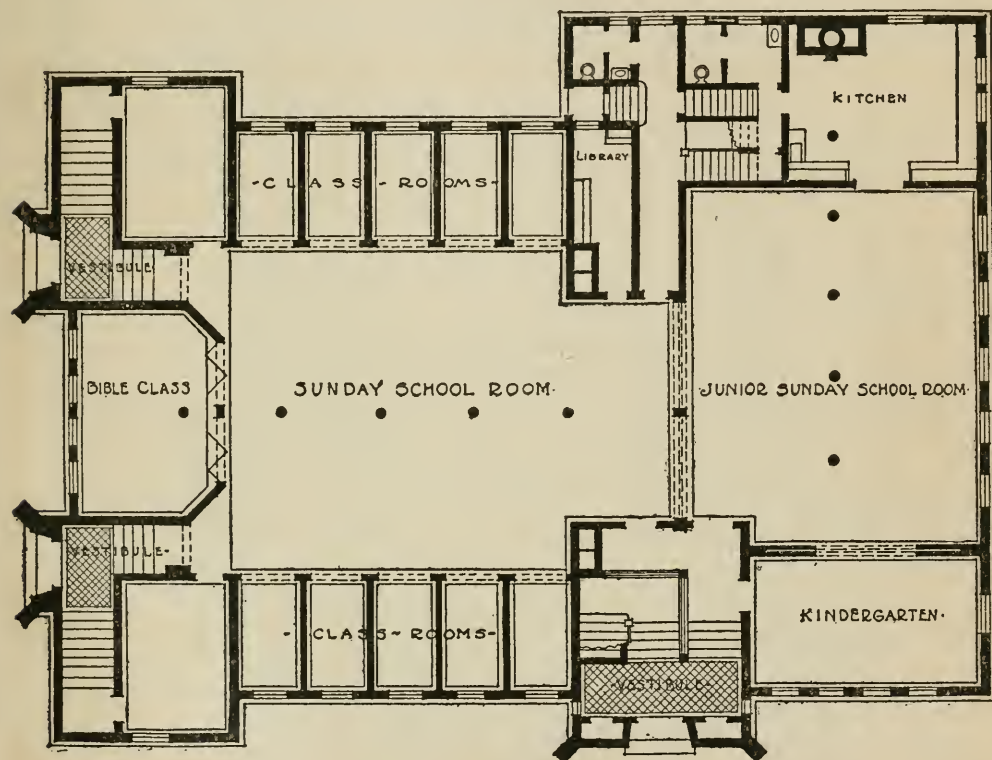 KITCHEN
LIBRARY
-CLASS-ROOMS-
VESTIBULE
BIBLE CLASS
SUNDAY SCHOOL ROOM·
JUNIOR SUNDAY SCHOOL ROOM·
VESTIBULE·
KINDERGARTEN·
-CLASS-ROOMS-
·VESTIBULE·